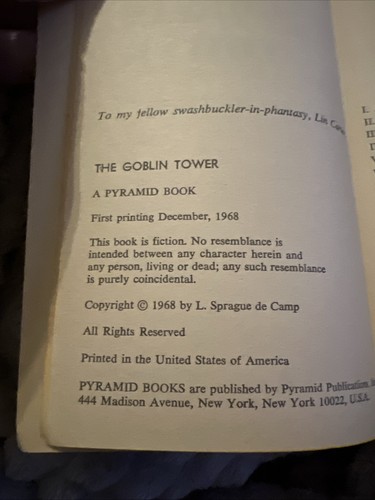 To my fellow swashbuckler-in-phantasy, Lin
THE GOBLIN TOWER
A PYRAMID BOOK
First printing December, 1968
This book is fiction. No resemblance is
intended between any character herein and
any person, living or dead; any such resemblance
is purely coincidental.
Copyright © 1968 by L. Sprague de Camp
All Rights Reserved
Printed in the United States of America
PYRAMID BOOKS are published by Pyramid Publications,
444 Madison Avenue, New York, New York 10022, U.S.A.
I.
II.